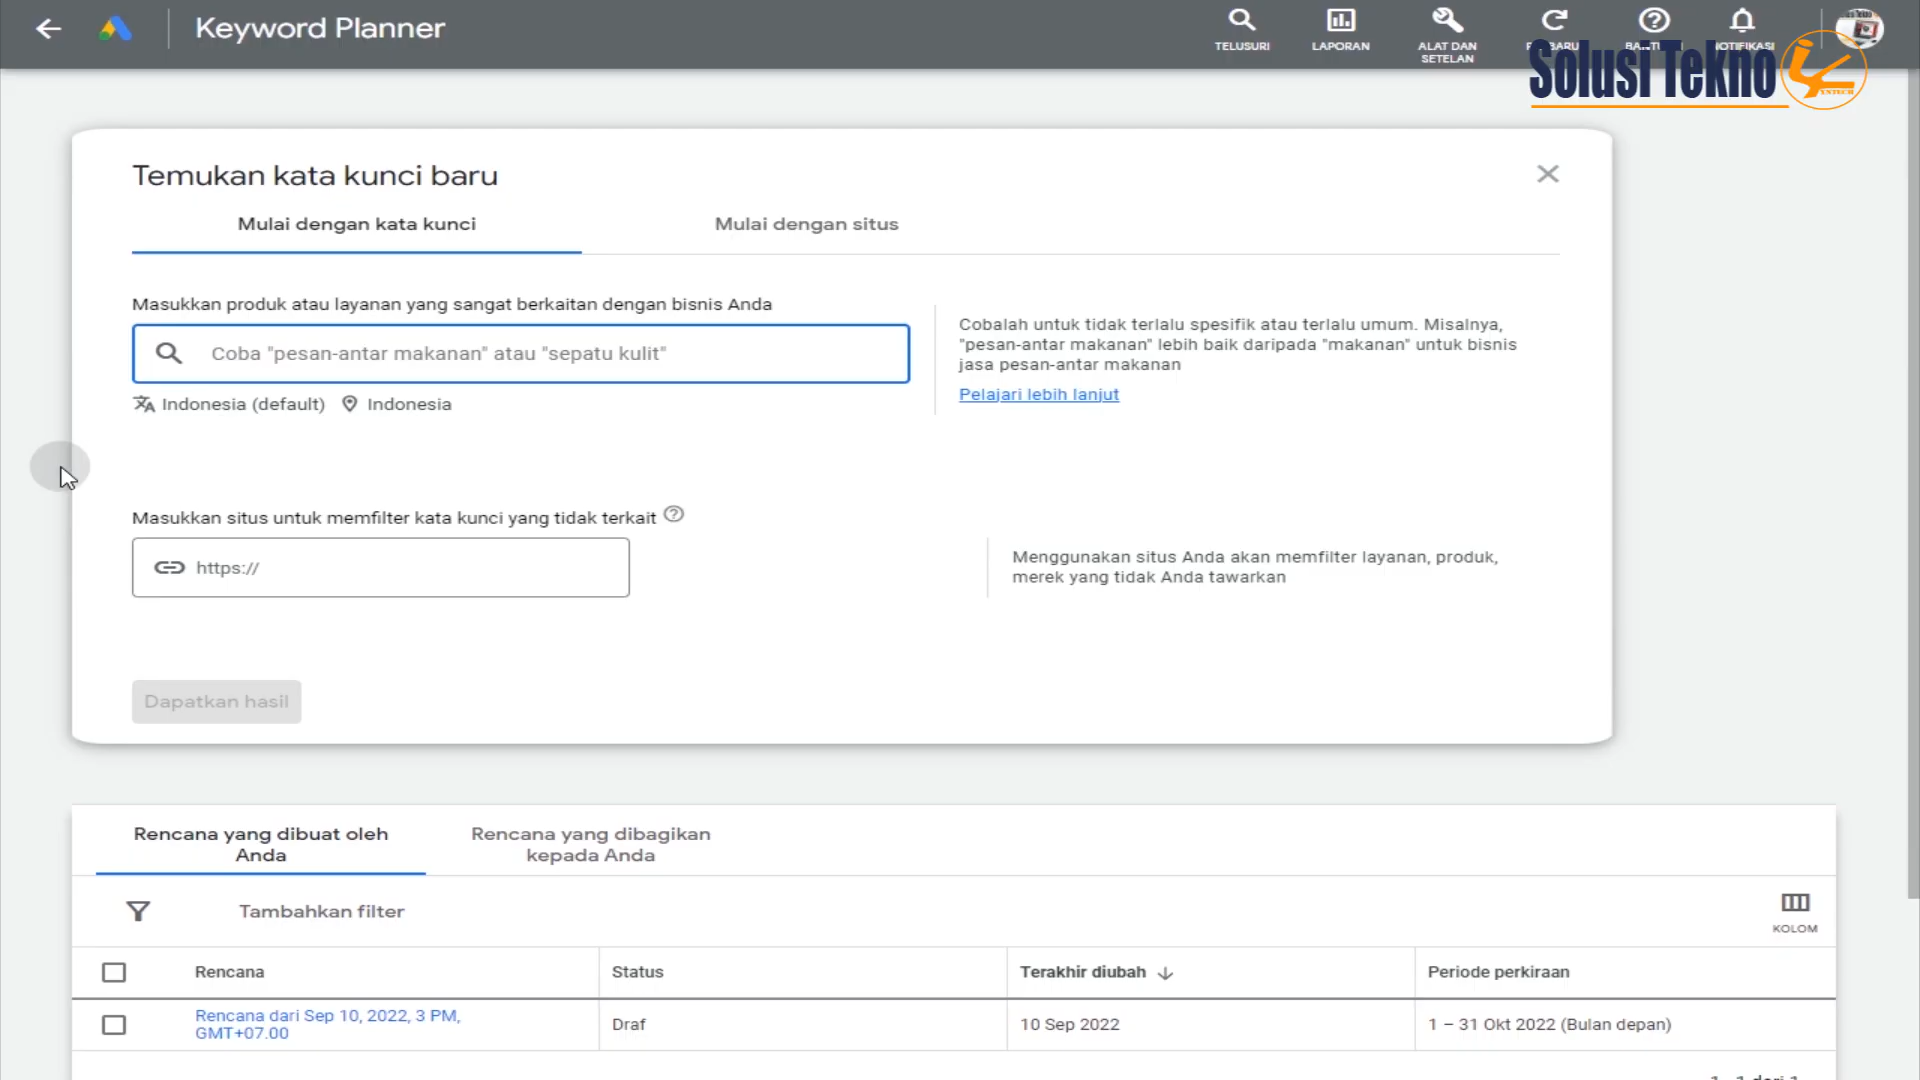 Keyword Planner
TELUSURI
LAPORAN
ALAT DAN
SETELAN
NOTIFIKASI
Solusi Tekno
YNTECH
Temukan kata kunci baru
Mulai dengan kata kunci
Mulai dengan situs
Masukkan produk atau layanan yang sangat berkaitan dengan bisnis Anda
Coba "pesan-antar makanan" atau "sepatu kulit"
Indonesia (default)
Indonesia
Cobalah untuk tidak terlalu spesifik atau terlalu umum. Misalnya,
"pesan-antar makanan" lebih baik daripada "makanan" untuk bisnis
jasa pesan-antar makanan
Pelajari lebih lanjut
Masukkan situs untuk memfilter kata kunci yang tidak terkait
https://
Menggunakan situs Anda akan memfilter layanan, produk,
merek yang tidak Anda tawarkan
Dapatkan hasil
Rencana yang dibuat oleh
Anda
Rencana yang dibagikan
kepada Anda
Tambahkan filter
KOLOM
Rencana
Status
Terakhir diubah
Periode perkiraan
Rencana dari Sep 10, 2022, 3 PM,
GMT+07.00
Draf
10 Sep 2022
1 – 31 Okt 2022 (Bulan depan)